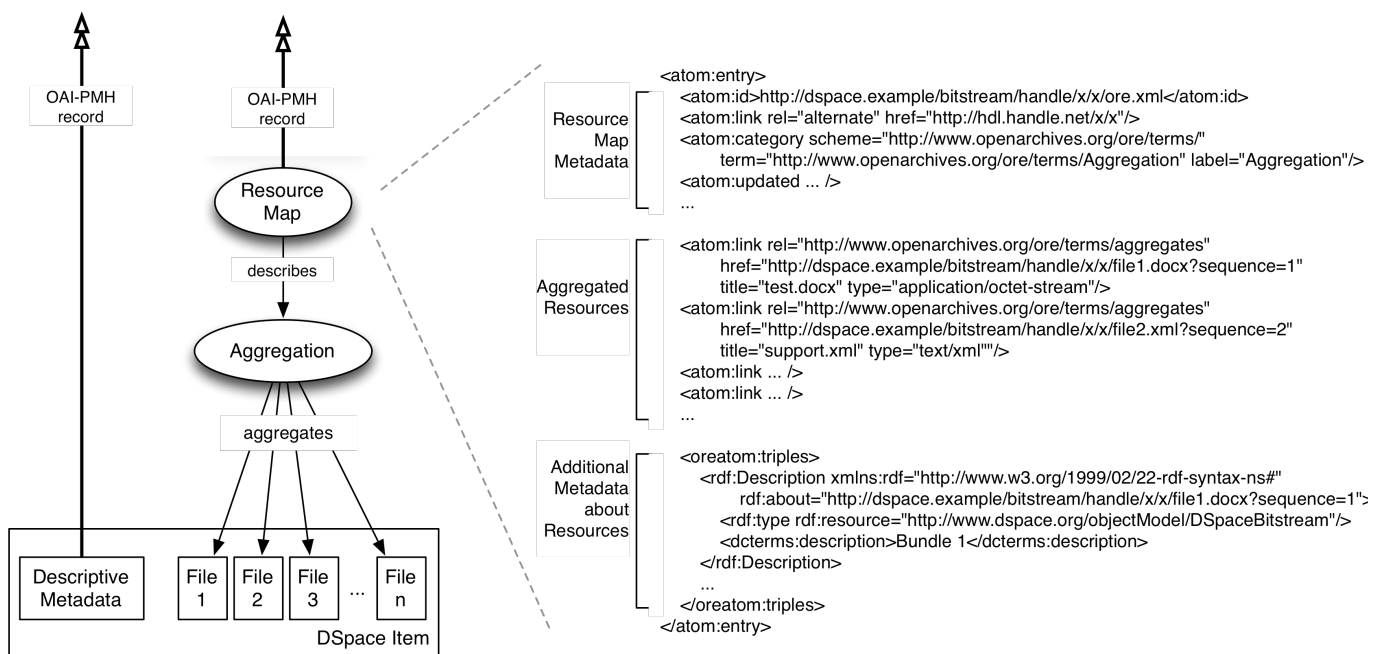 OAI-PMH
record
OAI-PMH
record
Resource
Map
describes
Aggregation
aggregates
Descriptive
Metadata
File
1
File
2
File
3
...
File
n
DSpace Item
Resource
Map
Metadata
<atom:entry>
<atom:id>http://dspace.example/bitstream/handle/x/x/ore.xml</atom:id>
<atom:link rel="alternate" href="http://hdl.handle.net/x/x"/>
<atom:category scheme="http://www.openarchives.org/ore/terms/"
term="http://www.openarchives.org/ore/terms/Aggregation" label="Aggregation"/>
<atom:updated ... />
...
Aggregated
Resources
<atom:link rel="http://www.openarchives.org/ore/terms/aggregates"
href="http://dspace.example/bitstream/handle/x/x/file1.docx?sequence=1"
title="test.docx" type="application/octet-stream"/>
<atom:link rel="http://www.openarchives.org/ore/terms/aggregates"
href="http://dspace.example/bitstream/handle/x/x/file2.xml?sequence=2"
title="support.xml" type="text/xml""/>
<atom:link ... />
<atom:link ... />
...
Additional
Metadata
about
Resources
<oreatom:triples>
<rdf:Description xmlns:rdf="http://www.w3.org/1999/02/22-rdf-syntax-ns#"
rdf:about="http://dspace.example/bitstream/handle/x/x/file1.docx?sequence=1">
<rdf:type rdf:resource="http://www.dspace.org/objectModel/DSpaceBitstream"/>
<dcterms:description>Bundle 1</dcterms:description>
</rdf:Description>
...
</oreatom:triples>
</atom:entry>